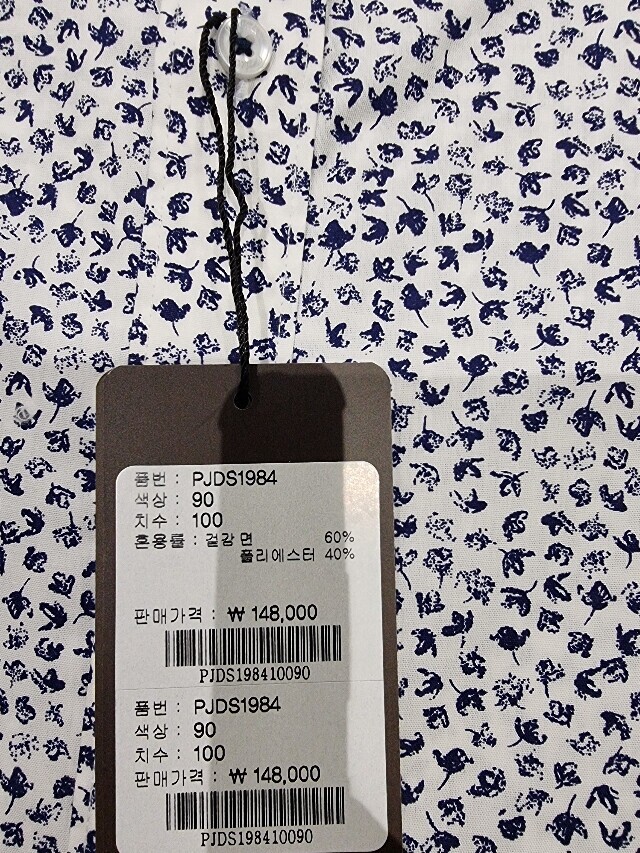 품번 : PJDS1984
색상 : 90
치수 : 100
혼용률 : 겉감 면 60%
폴리에스터 40%
판매가격 : ₩ 148,000
PJDS198410090
품번 : PJDS1984
색상 : 90
치수 : 100
판매가격 : ₩ 148,000
PJDS198410090